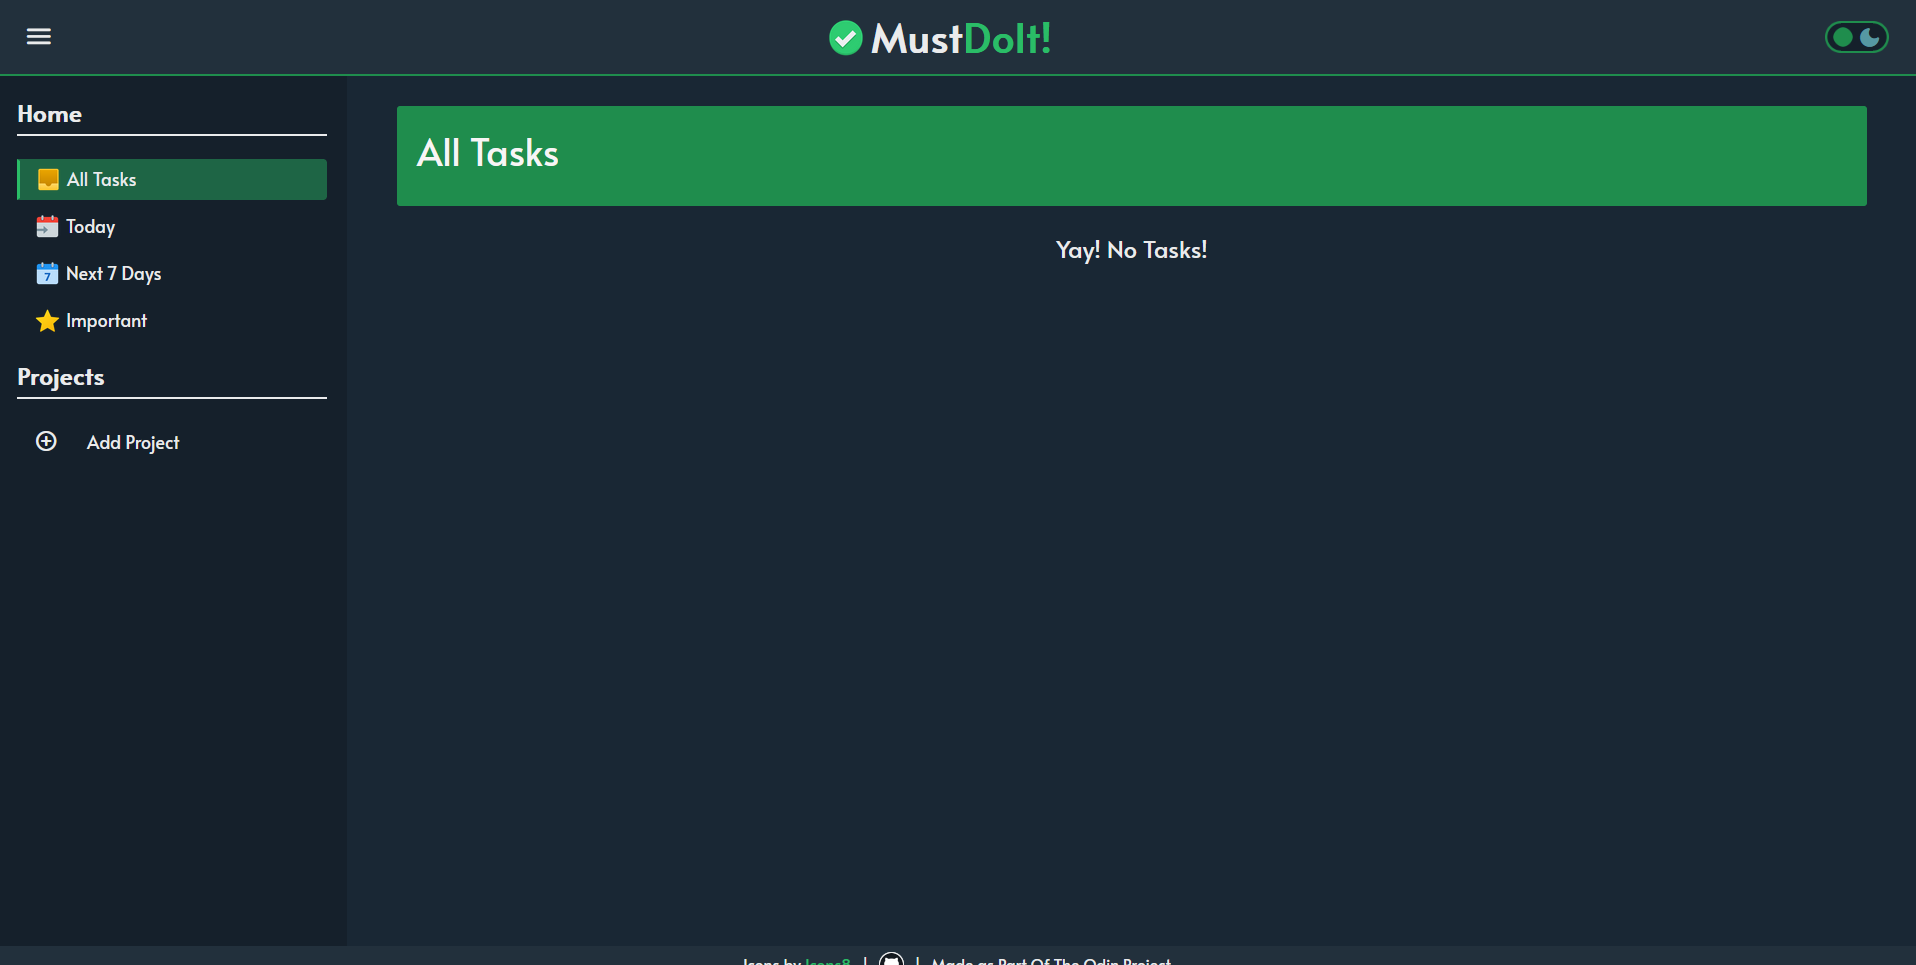 MustDoIt!
Home
All Tasks
Today
7 Next 7 Days
Important
Projects
Add Project
All Tasks
Yay! No Tasks!
Icons by Icons8 | | Made as Part Of The Odin Project